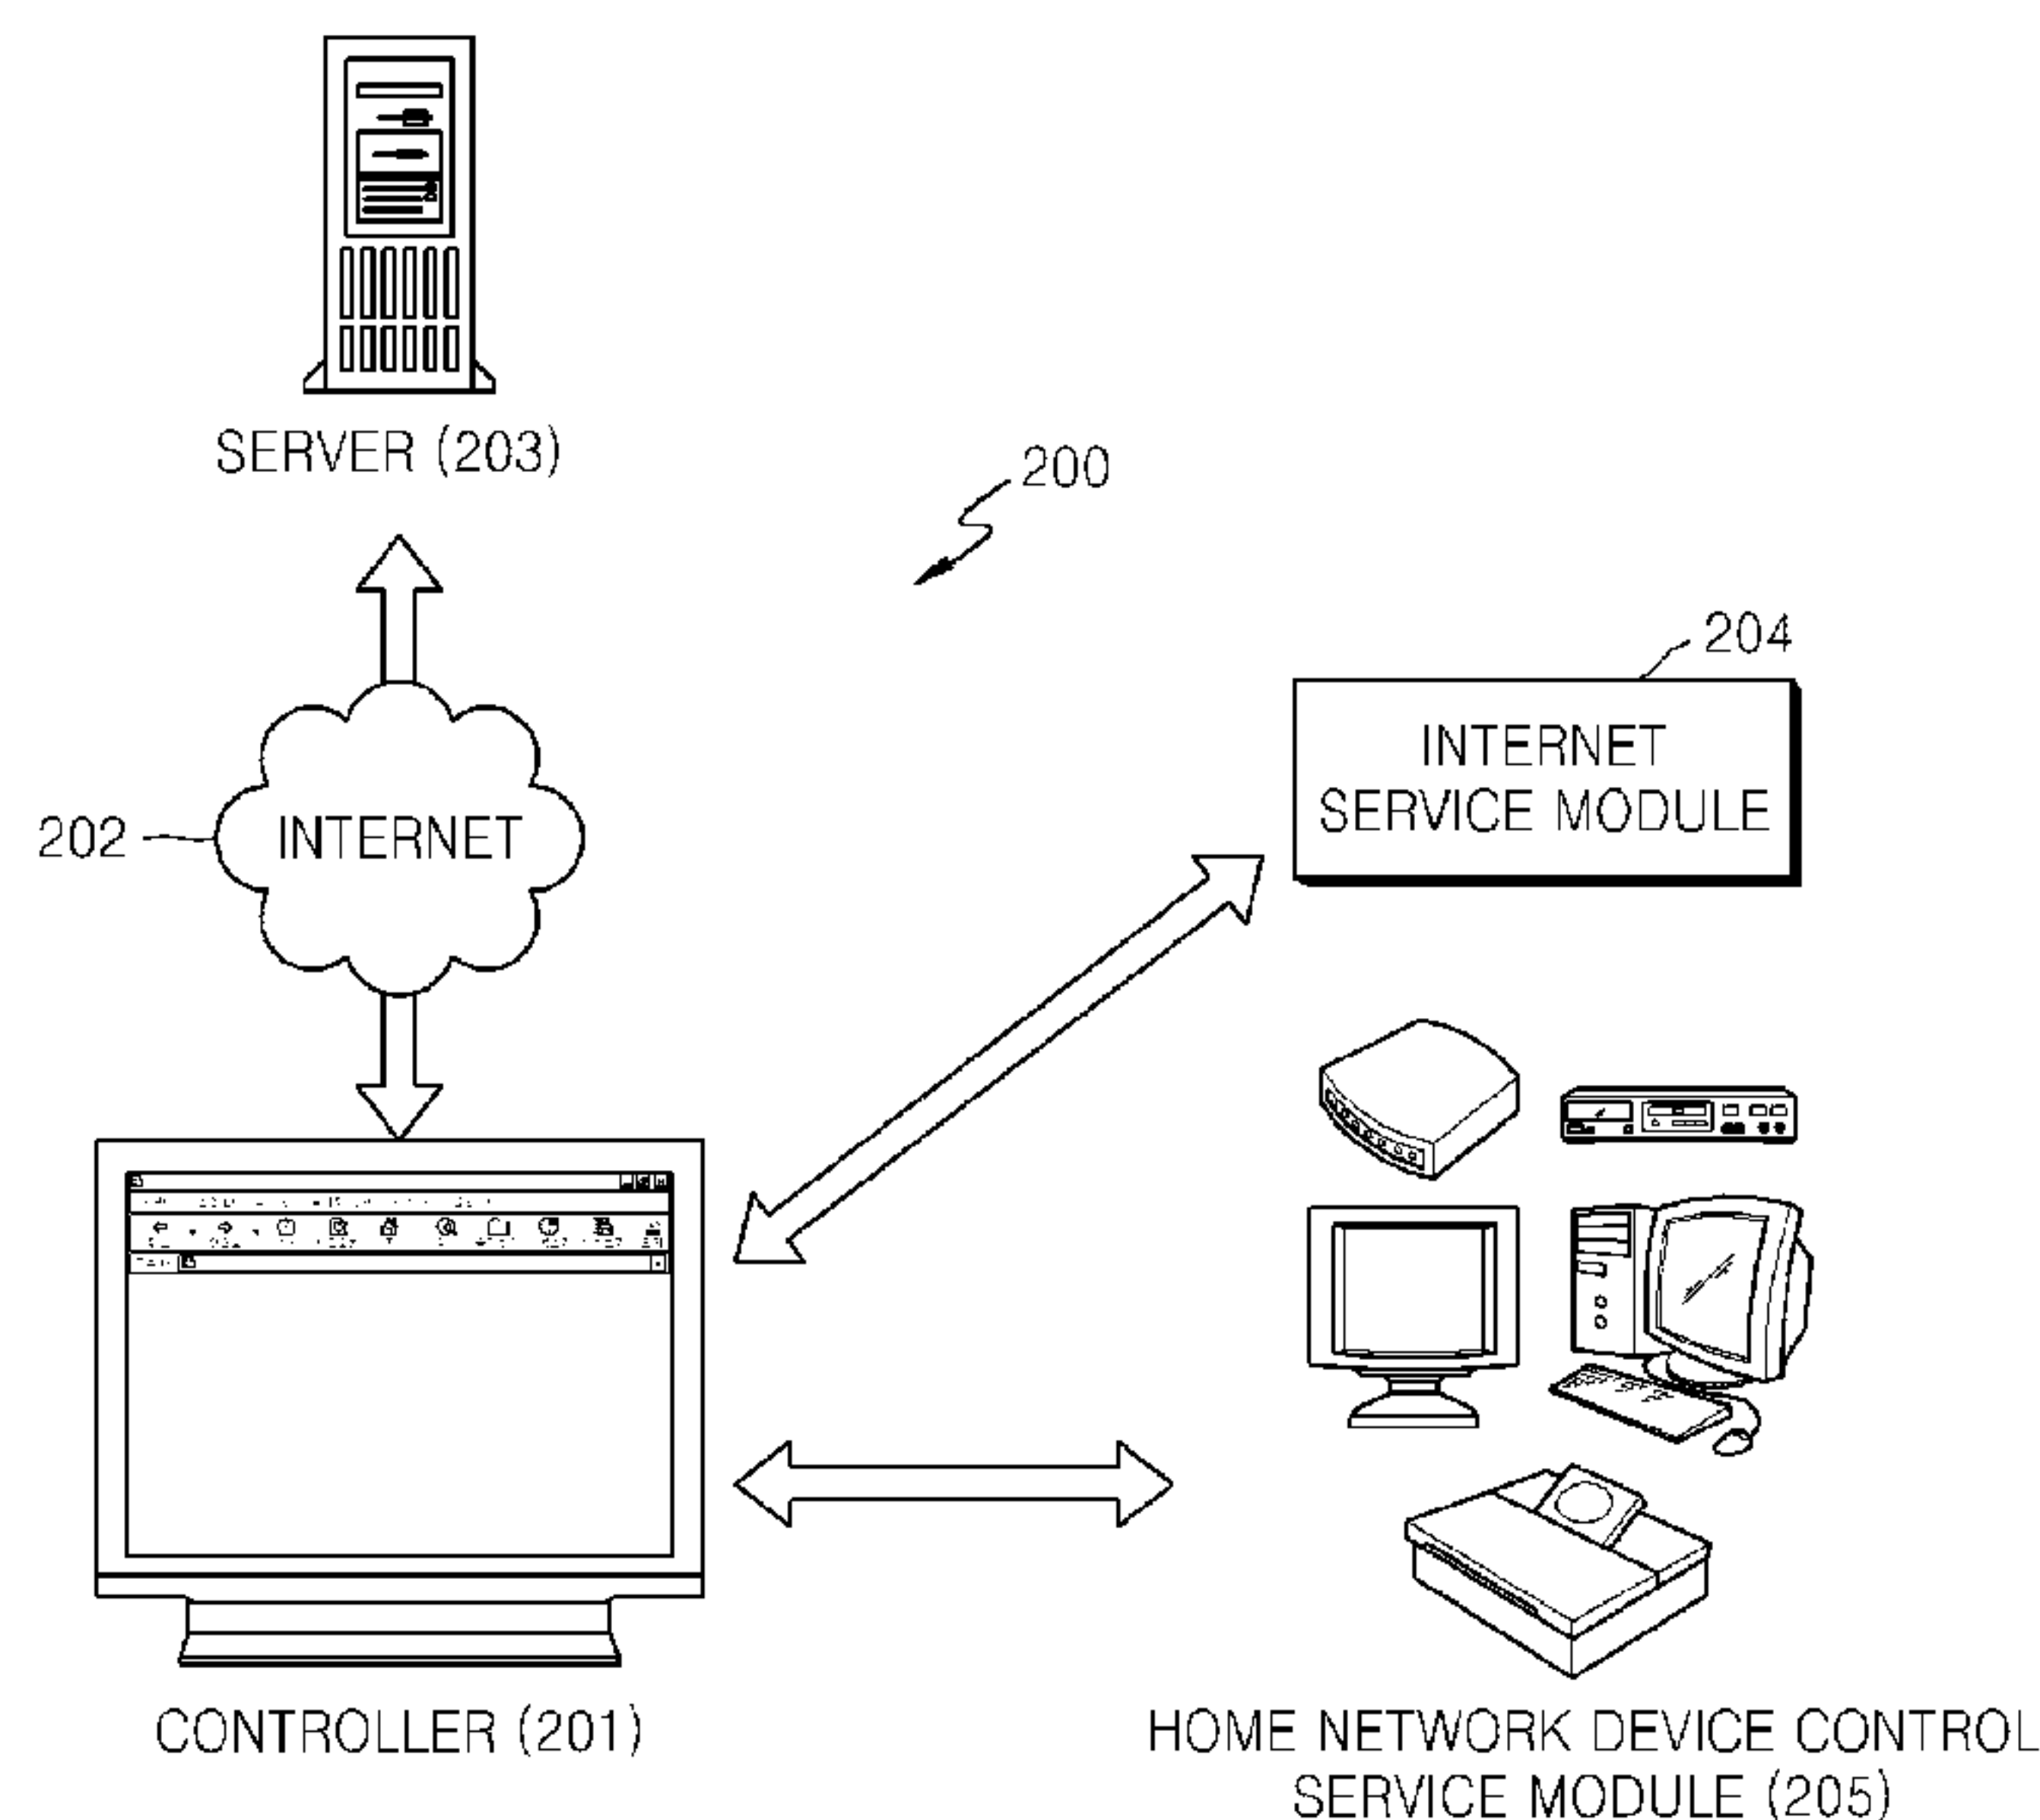 SERVER (203)
200
204
INTERNET
SERVICE MODULE
202
INTERNET
CONTROLLER (201)
HOME NETWORK DEVICE CONTROL
SERVICE MODULE (205)